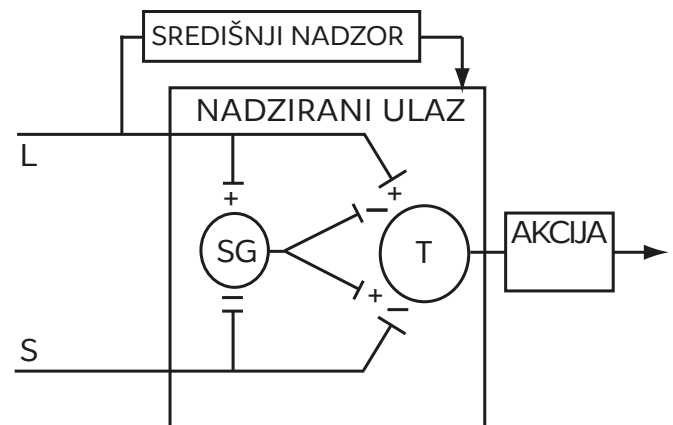 SREDIŠNJI NADZOR
NADZIRANI ULAZ
L
+
+
−
SG
T
AKCIJA
−
+
−
S